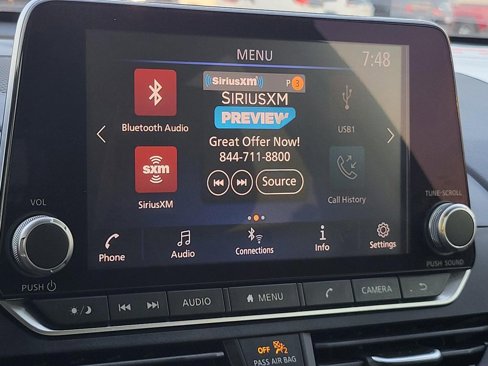 MENU
7:48
SiriusXM P 3
SIRIUSXM
PREVIEW
Great Offer Now!
844-711-8800
Source
Bluetooth Audio
sxm
SiriusXM
USB1
Call History
Phone
Audio
Connections
Info
Settings
VOL
PUSH
TUNE·SCROLL
PUSH SOUND
AUDIO
MENU
CAMERA
OFF 2
PASS AIR BAG